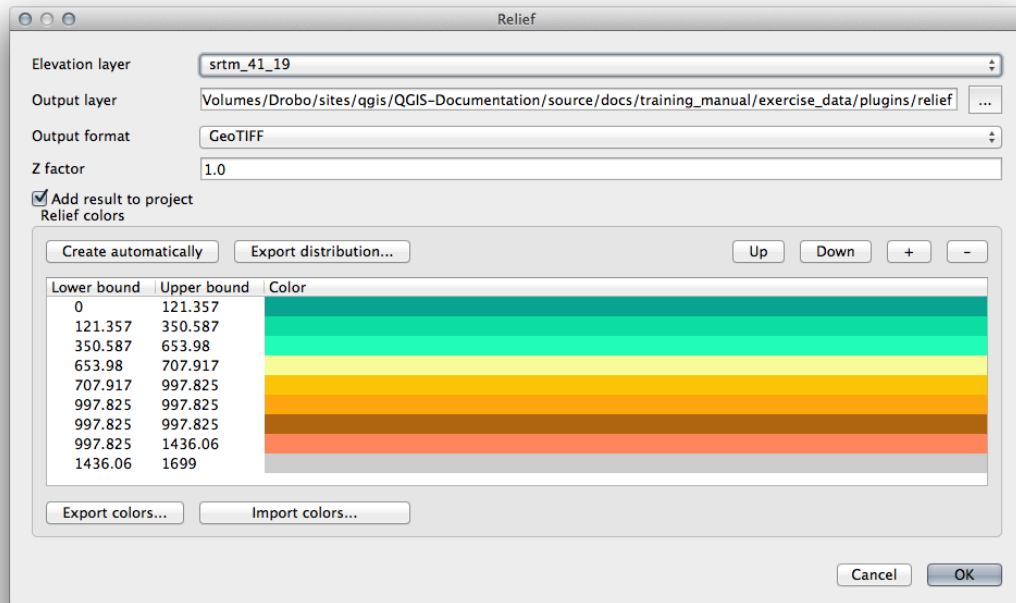 Relief
Elevation layer srtm_41_19
Output layer Volumes/Drobo/sites/qgis/QGIS-Documentation/source/docs/training_manual/exercise_data/plugins/relief ...
Output format GeoTIFF
Z factor 1.0
Add result to project
Relief colors
Create automatically Export distribution... Up Down + -
Lower bound Upper bound Color
0 121.357
121.357 350.587
350.587 653.98
653.98 707.917
707.917 997.825
997.825 997.825
997.825 997.825
997.825 1436.06
1436.06 1699
Export colors... Import colors...
Cancel OK